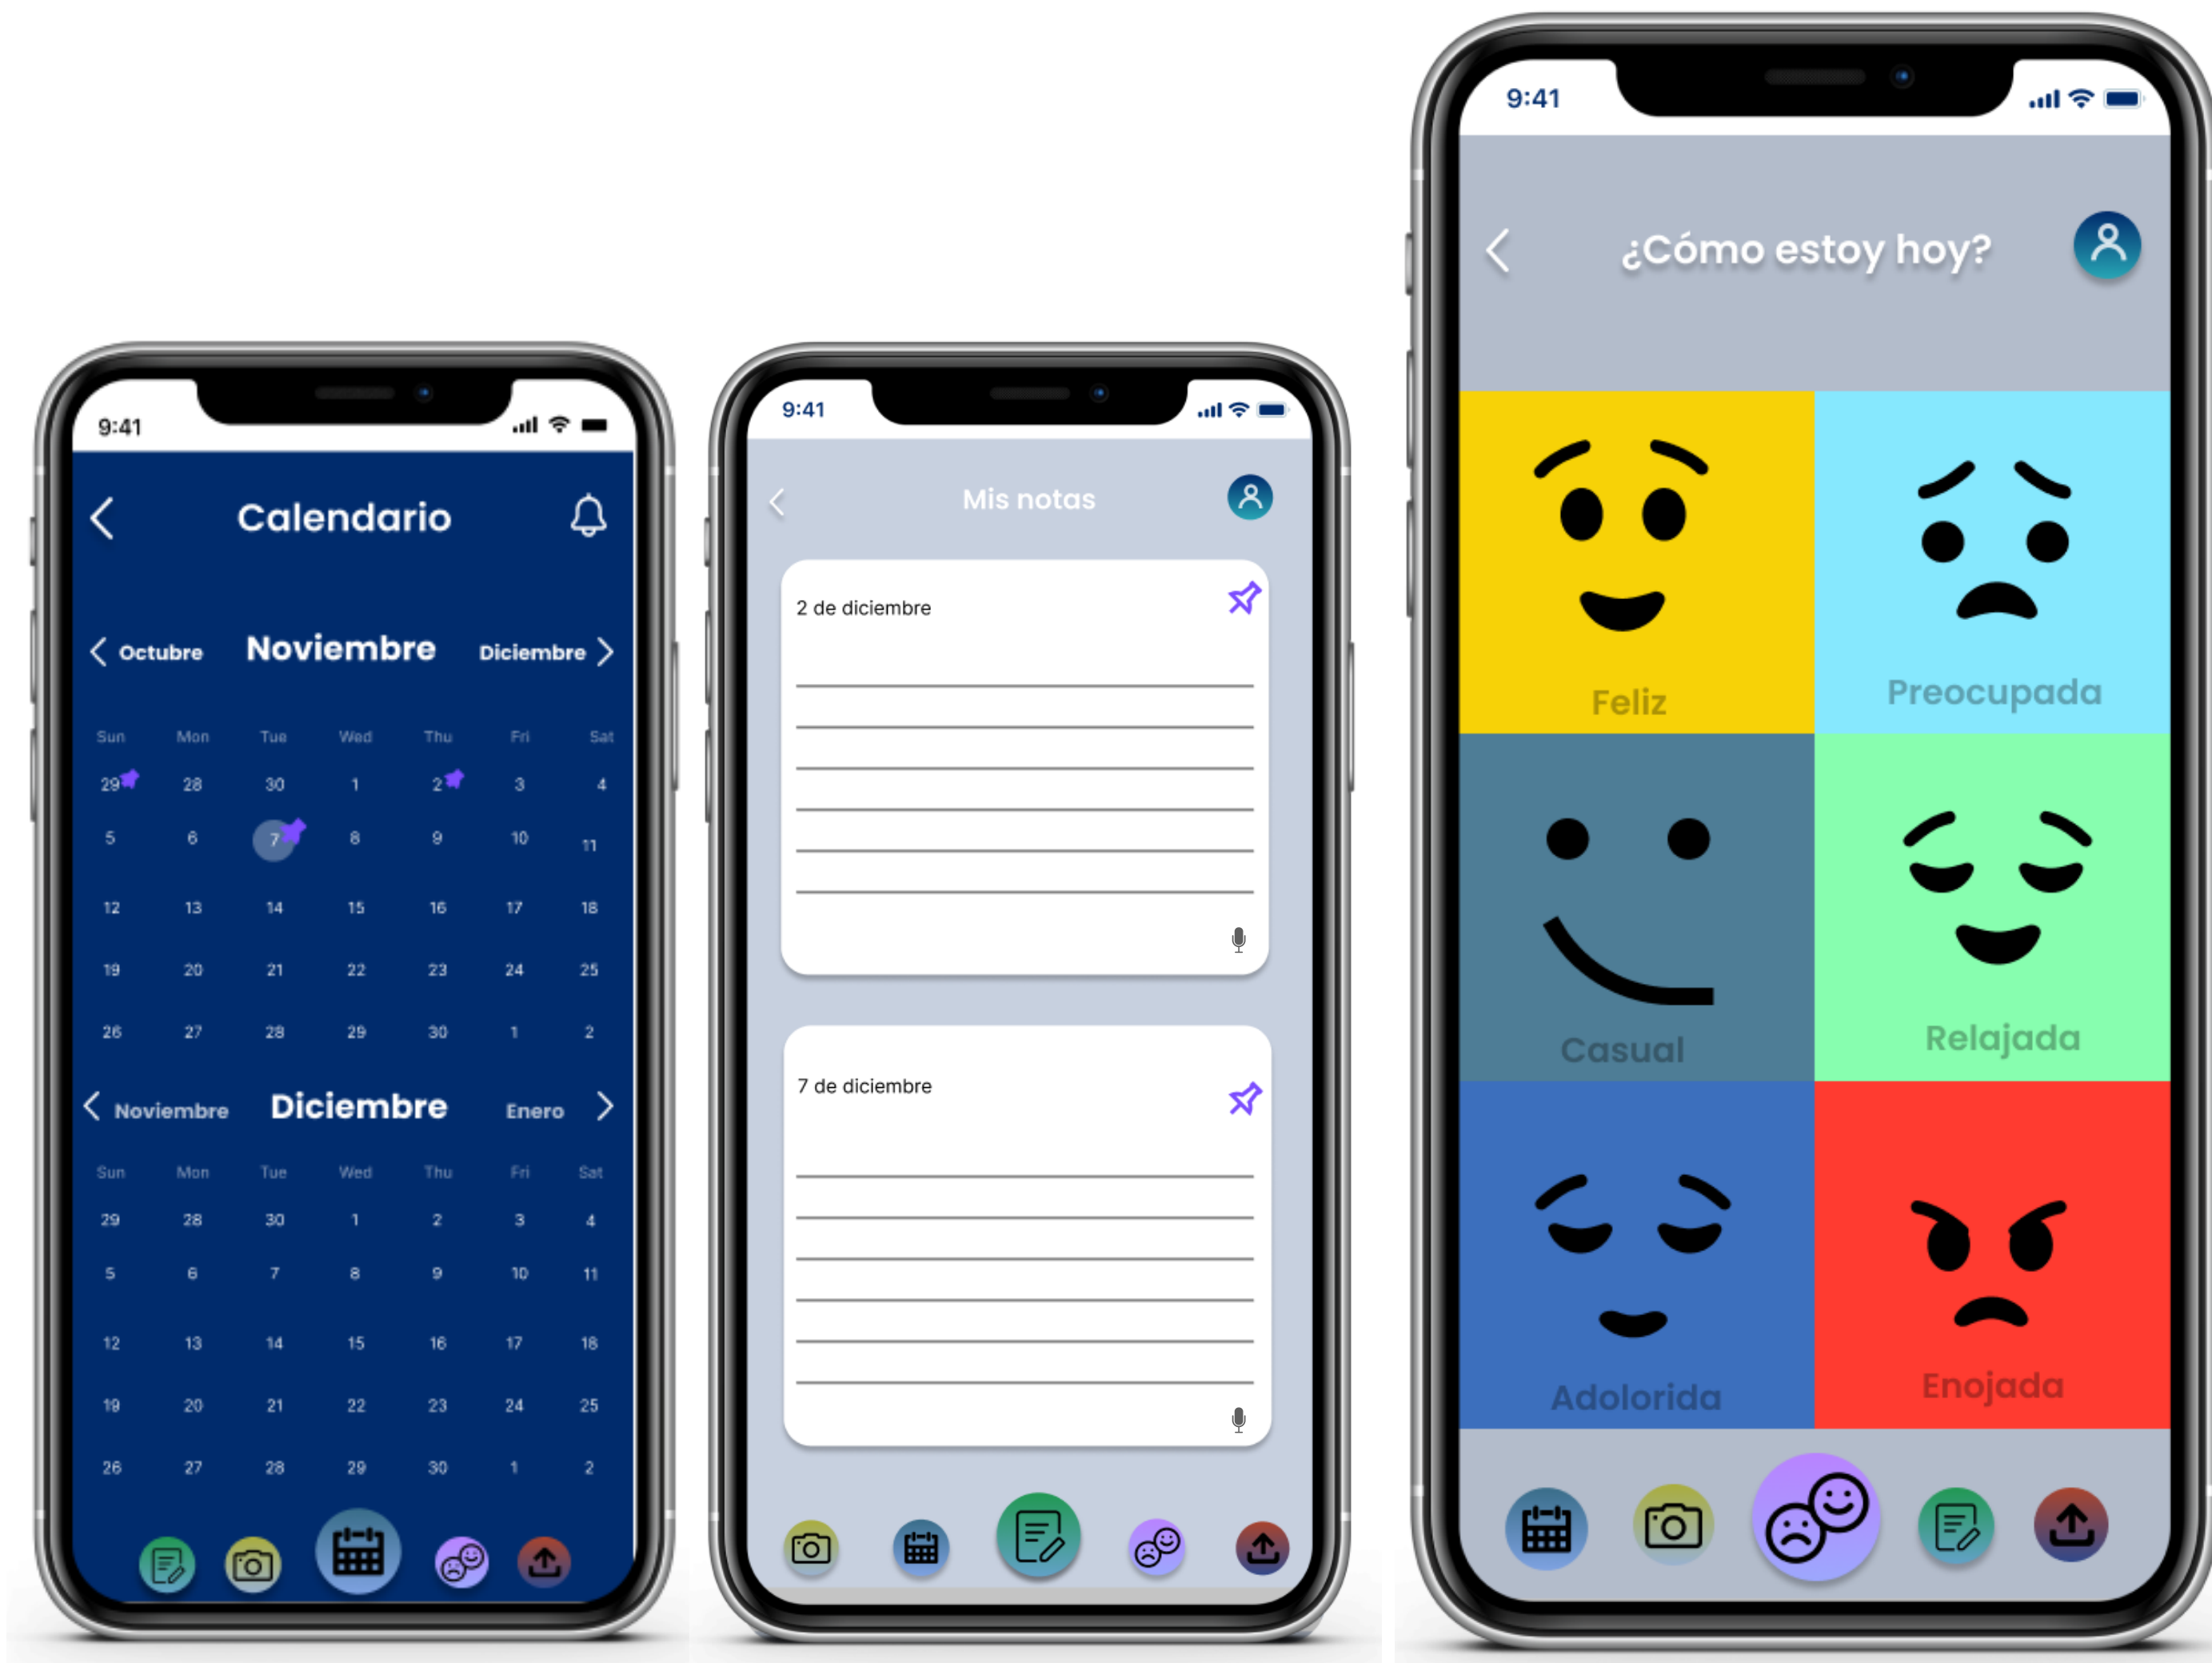 9:41
Calendario
Octubre Noviembre Diciembre
Sun Mon Tue Wed Thu Fri Sat
29 28 30 1 2 3 4
5 6 7 8 9 10 11
12 13 14 15 16 17 18
19 20 21 22 23 24 25
26 27 28 29 30 1 2
Noviembre Diciembre Enero
Sun Mon Tue Wed Thu Fri Sat
29 28 30 1 2 3 4
5 6 7 8 9 10 11
12 13 14 15 16 17 18
19 20 21 22 23 24 25
26 27 28 29 30 1 2
9:41
Mis notas
2 de diciembre
7 de diciembre
9:41
¿Cómo estoy hoy?
Feliz Preocupada
Casual Relajada
Adolorida Enojada